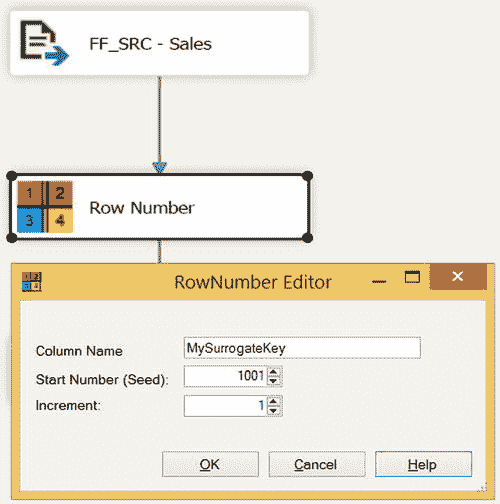 FF_SRC - Sales
1 2
3 4
Row Number
RowNumber Editor
Column Name
MySurrogateKey
Start Number (Seed):
1001
Increment:
1
OK
Cancel
Help